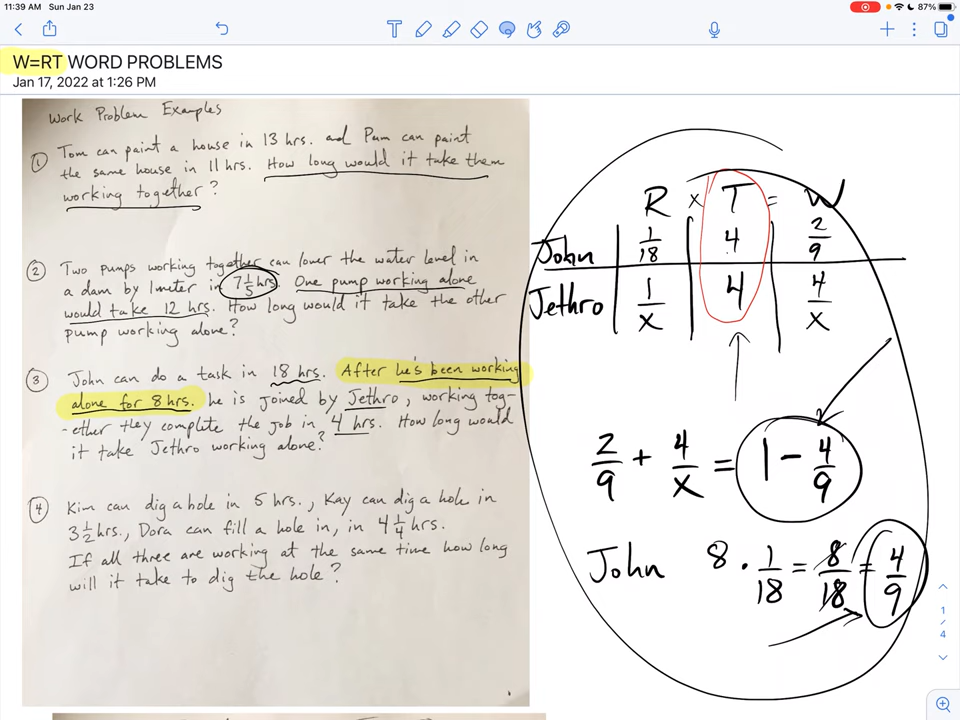 11:39 AM Sun Jan 23
87%
W=RT WORD PROBLEMS
Jan 17, 2022 at 1:26 PM
Work Problem Examples
① Tom can paint a house in 13 hrs. and Pam can paint
the same house in 11 hrs. How long would it take them
working together?
② Two pumps working together can lower the water level in
a dam by 1 meter in 7 1/5 hrs. One pump working alone
would take 12 hrs. How long would it take the other
pump working alone?
③ John can do a task in 18 hrs. After he's been working
alone for 8 hrs. he is joined by Jethro, working tog-
-ether they complete the job in 4 hrs. How long would
it take Jethro working alone?
④ Kim can dig a hole in 5 hrs., Kay can dig a hole in
3 1/2 hrs., Dora can fill a hole in, in 4 1/4 hrs.
If all three are working at the same time how long
will it take to dig the hole?
R × T = W
John 1/18 4 2/9
Jethro 1/x 4 4/x
2/9 + 4/x = 1 - 4/9
John 8 · 1/18 = 8/18 = 4/9
1
/
4